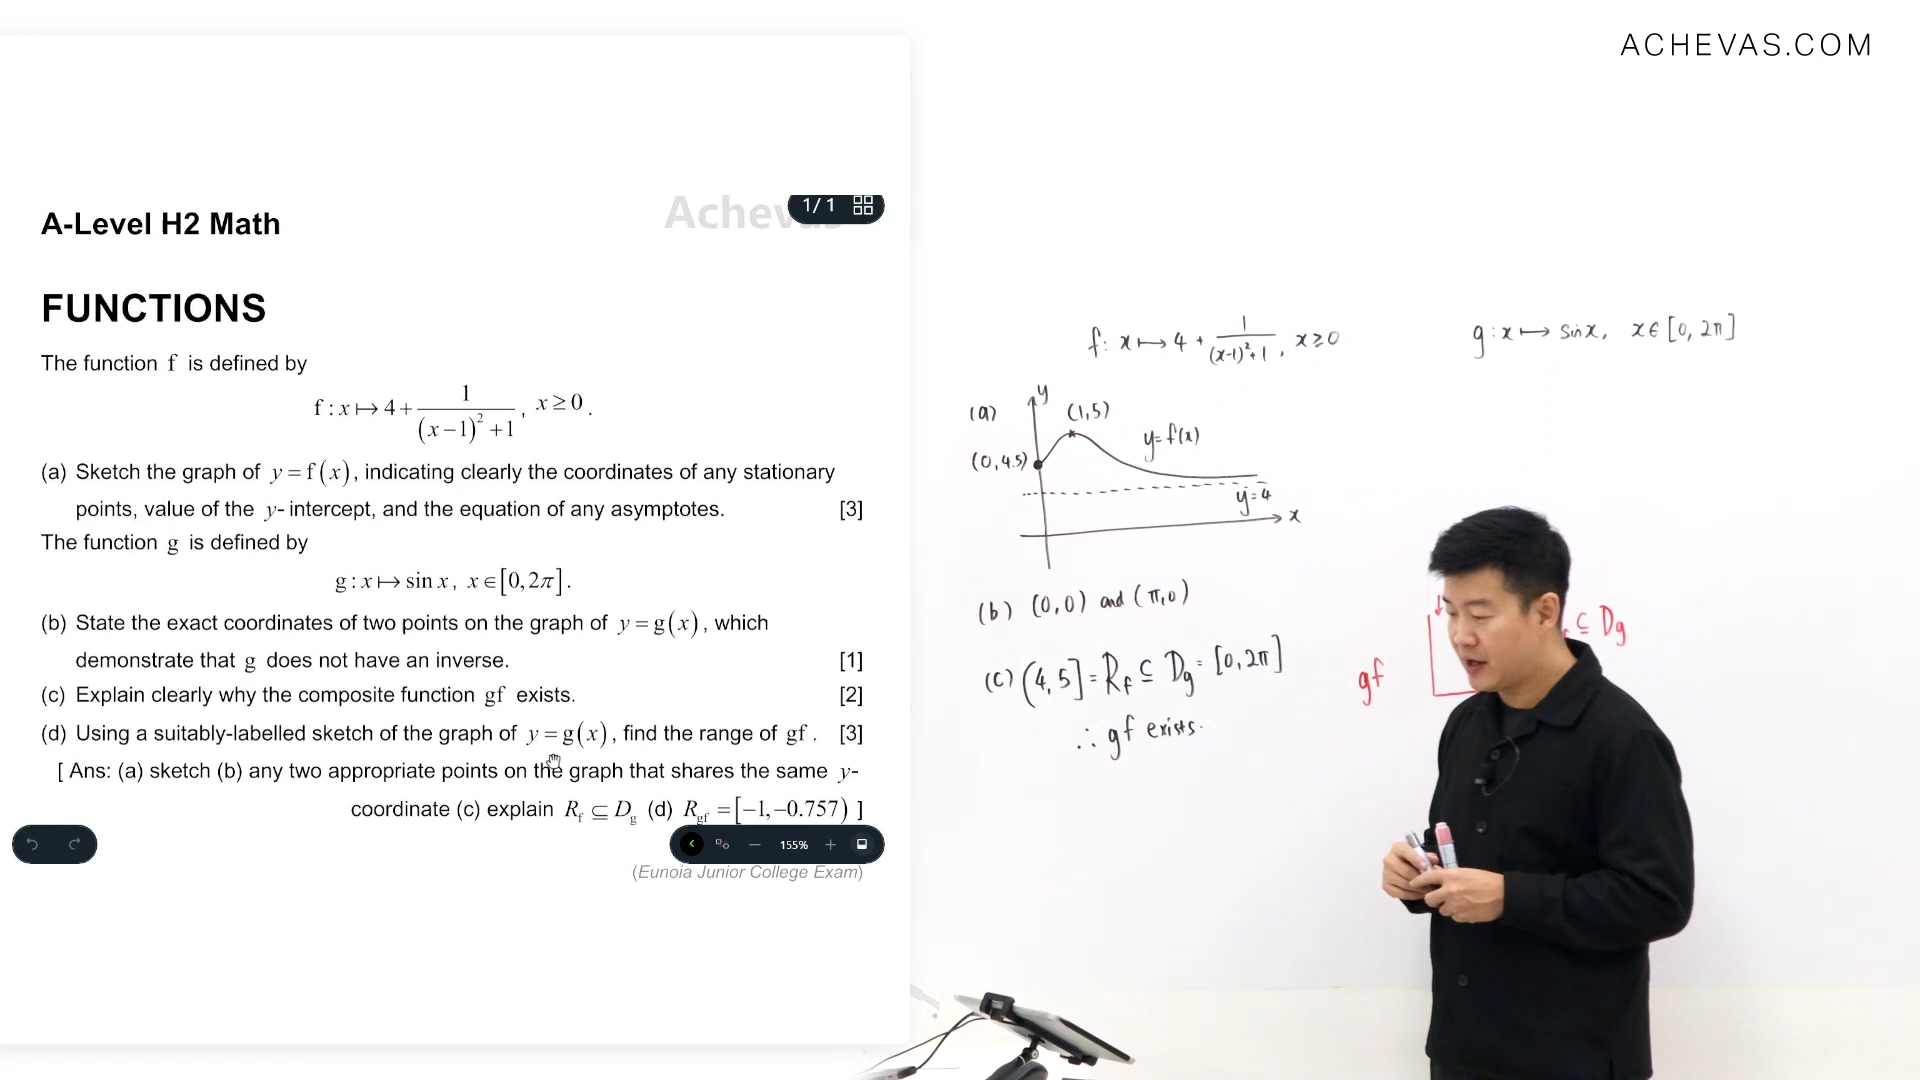 ACHEVAS.COM
1/1
A-Level H2 Math
FUNCTIONS
The function f is defined by
f : x ↦ 4 + 1/((x−1)² + 1), x ≥ 0.
(a) Sketch the graph of y = f(x), indicating clearly the coordinates of any stationary
points, value of the y- intercept, and the equation of any asymptotes. [3]
The function g is defined by
g : x ↦ sin x, x ∈ [0, 2π].
(b) State the exact coordinates of two points on the graph of y = g(x), which
demonstrate that g does not have an inverse. [1]
(c) Explain clearly why the composite function gf exists. [2]
(d) Using a suitably-labelled sketch of the graph of y = g(x), find the range of gf. [3]
[ Ans: (a) sketch (b) any two appropriate points on the graph that shares the same y-
coordinate (c) explain R_f ⊆ D_g (d) R_gf = [−1, −0.757) ]
155%
(Eunoia Junior College Exam)
f: x ↦ 4 + 1/((x-1)²+1), x ≥ 0
g: x ↦ sin x, x ∈ [0, 2π]
(a)
y
(1,5)
y=f(x)
(0,4.5)
y=4
x
(b) (0,0) and (π,0)
(c) (4,5] = R_f ⊆ D_g = [0,2π]
∴ gf exists.
gf
⊆ Dg